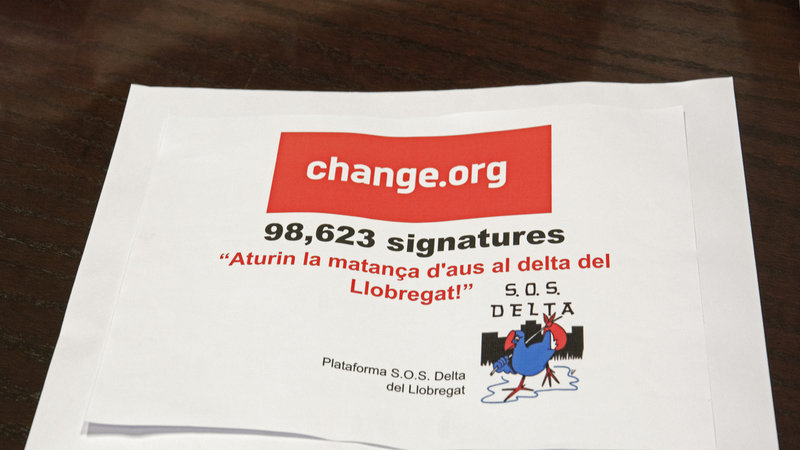 change.org
98,623 signatures
“Aturin la matança d'aus al delta del
Llobregat!”
S.O.S.
DELTA
Plataforma S.O.S. Delta
del Llobregat